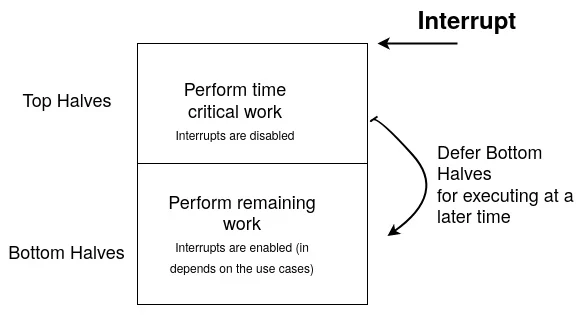 Interrupt
Top Halves
Perform time
critical work
Interrupts are disabled
Defer Bottom
Halves
for executing at a
later time
Perform remaining
work
Interrupts are enabled (in
depends on the use cases)
Bottom Halves